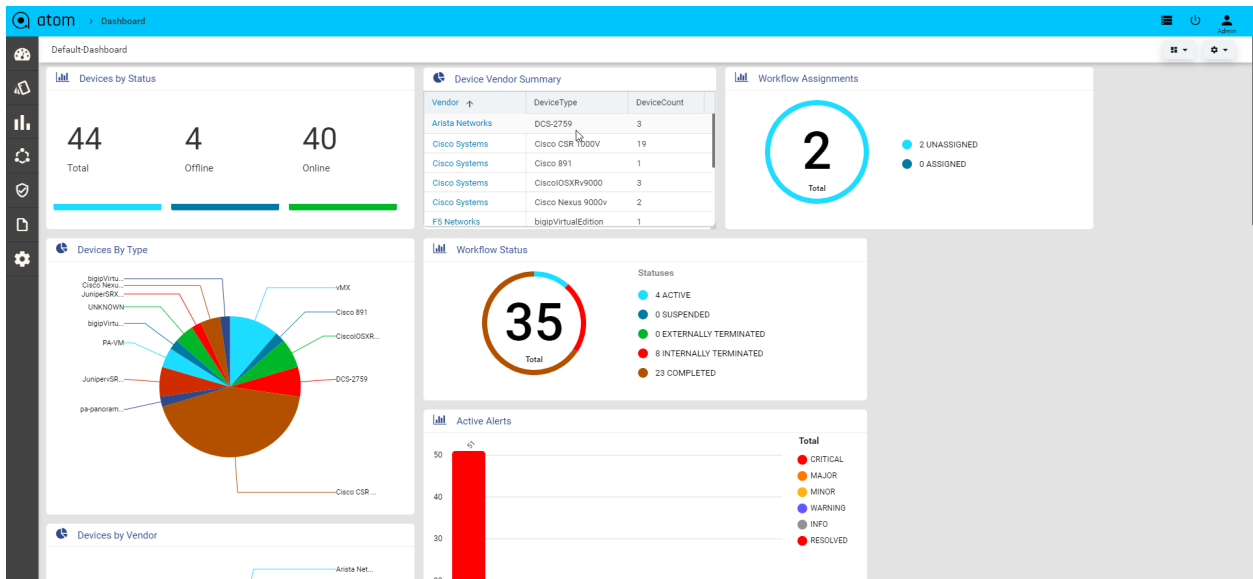 atom > Dashboard
Admin
Default-Dashboard
Devices by Status
44
Total
4
Offline
40
Online
Device Vendor Summary
Vendor DeviceType DeviceCount
Arista Networks DCS-2759 3
Cisco Systems Cisco CSR 1000V 19
Cisco Systems Cisco 891 1
Cisco Systems CiscoIOSXRv9000 3
Cisco Systems Cisco Nexus 9000v 2
F5 Networks bigipVirtualEdition 1
Workflow Assignments
2
Total
2 UNASSIGNED
0 ASSIGNED
Devices By Type
bigipVirtu...
Cisco Nexu...
JuniperSRX...
UNKNOWN
bigipVirtu...
PA-VM
JunipervSR...
pa-panoram...
vMX
Cisco 891
CiscoIOSXR...
DCS-2759
Cisco CSR ...
Workflow Status
35
Total
Statuses
4 ACTIVE
0 SUSPENDED
0 EXTERNALLY TERMINATED
8 INTERNALLY TERMINATED
23 COMPLETED
Active Alerts
51
50
40
30
Total
CRITICAL
MAJOR
MINOR
WARNING
INFO
RESOLVED
Devices by Vendor
Arista Net...